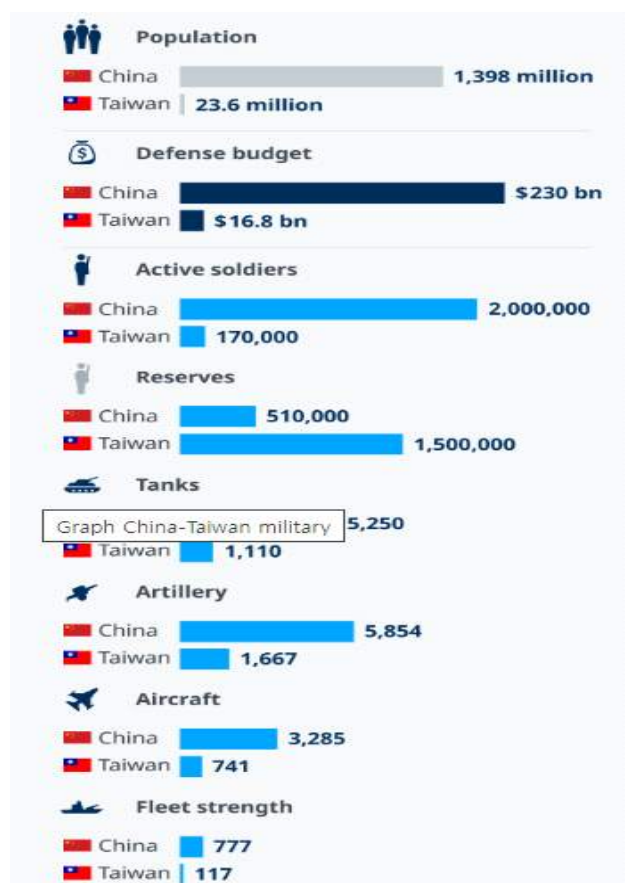 Population
China 1,398 million
Taiwan 23.6 million
Defense budget
China $230 bn
Taiwan $16.8 bn
Active soldiers
China 2,000,000
Taiwan 170,000
Reserves
China 510,000
Taiwan 1,500,000
Tanks
Graph China-Taiwan military 5,250
Taiwan 1,110
Artillery
China 5,854
Taiwan 1,667
Aircraft
China 3,285
Taiwan 741
Fleet strength
China 777
Taiwan 117